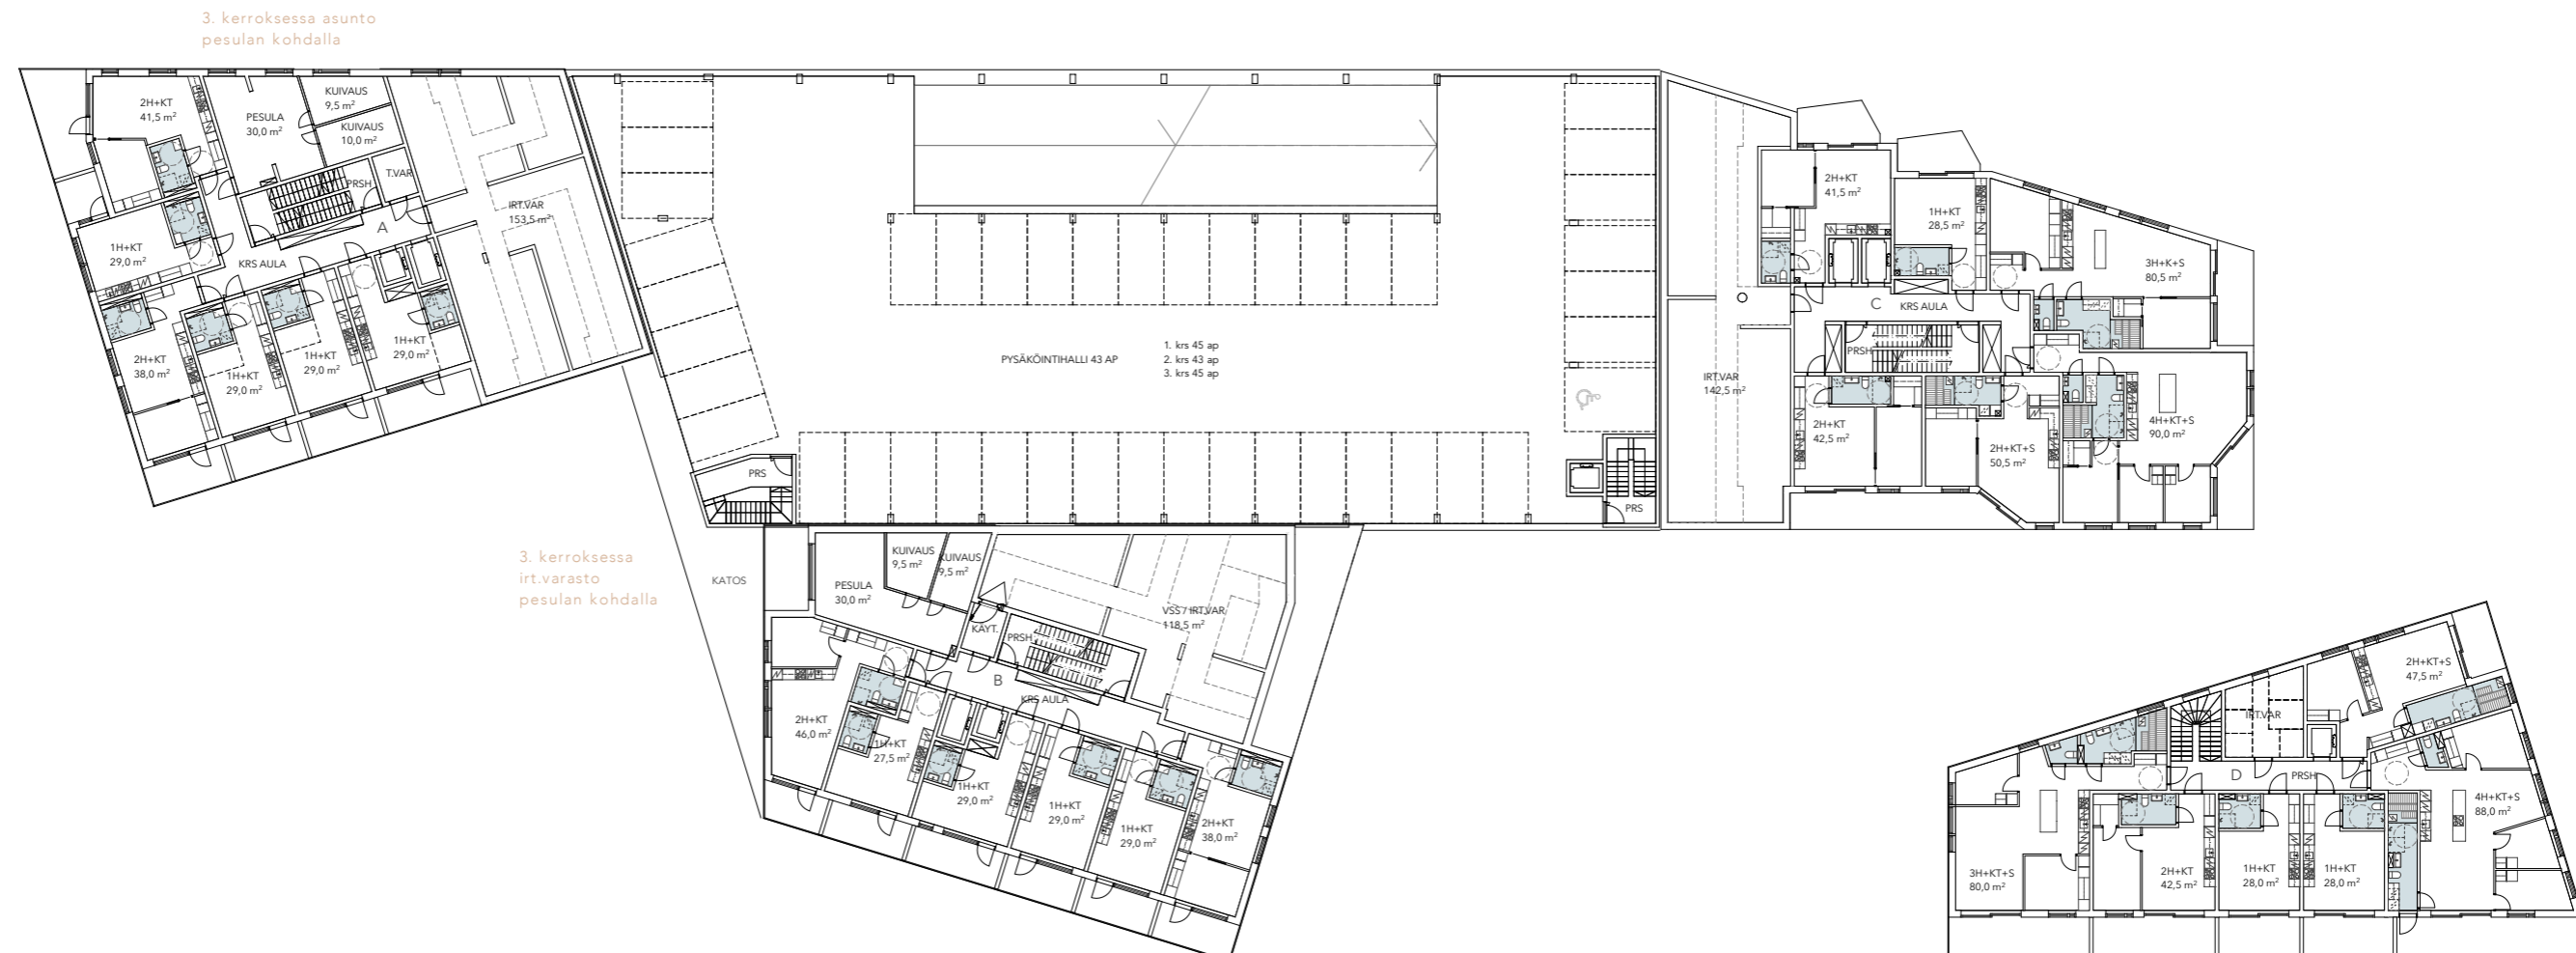 3. kerroksessa asunto
pesulan kohdalla
2H+KT
41,5 m²
PESULA
30,0 m²
KUIVAUS
9,5 m²
KUIVAUS
10,0 m²
PRSH
T.VAR
IRT.VAR
153,5 m²
A
1H+KT
29,0 m²
KRS AULA
2H+KT
38,0 m²
1H+KT
29,0 m²
1H+KT
29,0 m²
1H+KT
29,0 m²
PYSÄKÖINTIHALLI 43 AP
1. krs 45 ap
2. krs 43 ap
3. krs 45 ap
PRS
PRS
2H+KT
41,5 m²
1H+KT
28,5 m²
3H+K+S
80,5 m²
C
KRS AULA
PRSH
IRT.VAR
142,5 m²
2H+KT
42,5 m²
2H+KT+S
50,5 m²
4H+KT+S
90,0 m²
3. kerroksessa
irt.varasto
pesulan kohdalla
KATOS
PESULA
30,0 m²
KUIVAUS
9,5 m²
KUIVAUS
9,5 m²
KÄYT.
PRSH
VSS / IRT.VAR
118,5 m²
B
KRS AULA
2H+KT
46,0 m²
1H+KT
27,5 m²
1H+KT
29,0 m²
1H+KT
29,0 m²
1H+KT
29,0 m²
2H+KT
38,0 m²
2H+KT+S
47,5 m²
IRT.VAR
D
PRSH
3H+KT+S
80,0 m²
2H+KT
42,5 m²
1H+KT
28,0 m²
1H+KT
28,0 m²
4H+KT+S
88,0 m²